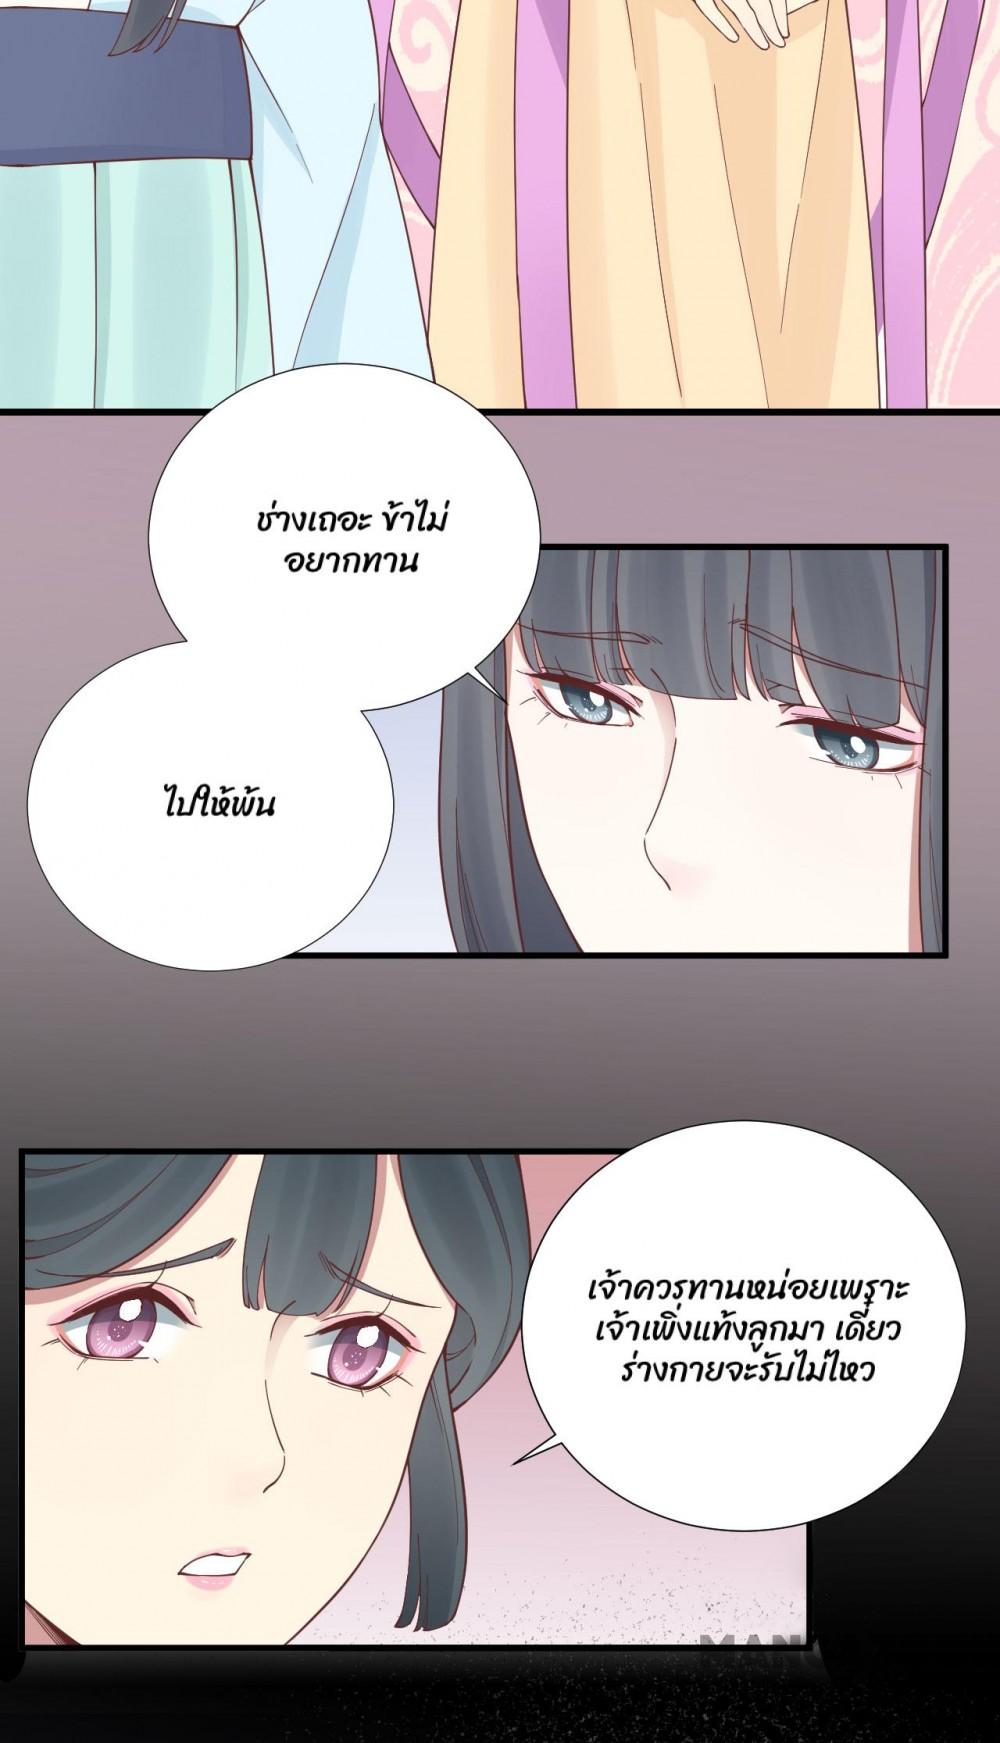 ช่างเถอะ ข้าไม่
อยากทาน
ไปให้พ้น
เจ้าควรทานหน่อยเพราะ
เจ้าเพิ่งแท้งลูกมา เดี๋ยว
ร่างกายจะรับไม่ไหว